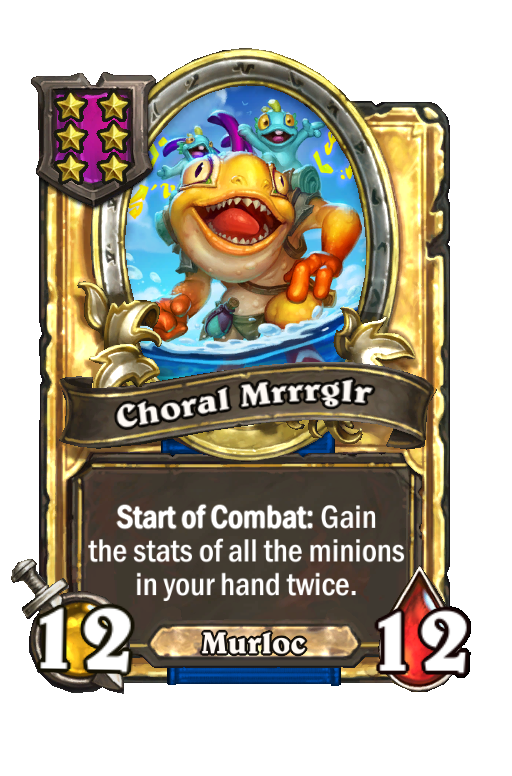 Choral Mrrrglr
Start of Combat: Gain
the stats of all the minions
in your hand twice.
12
Murloc
12